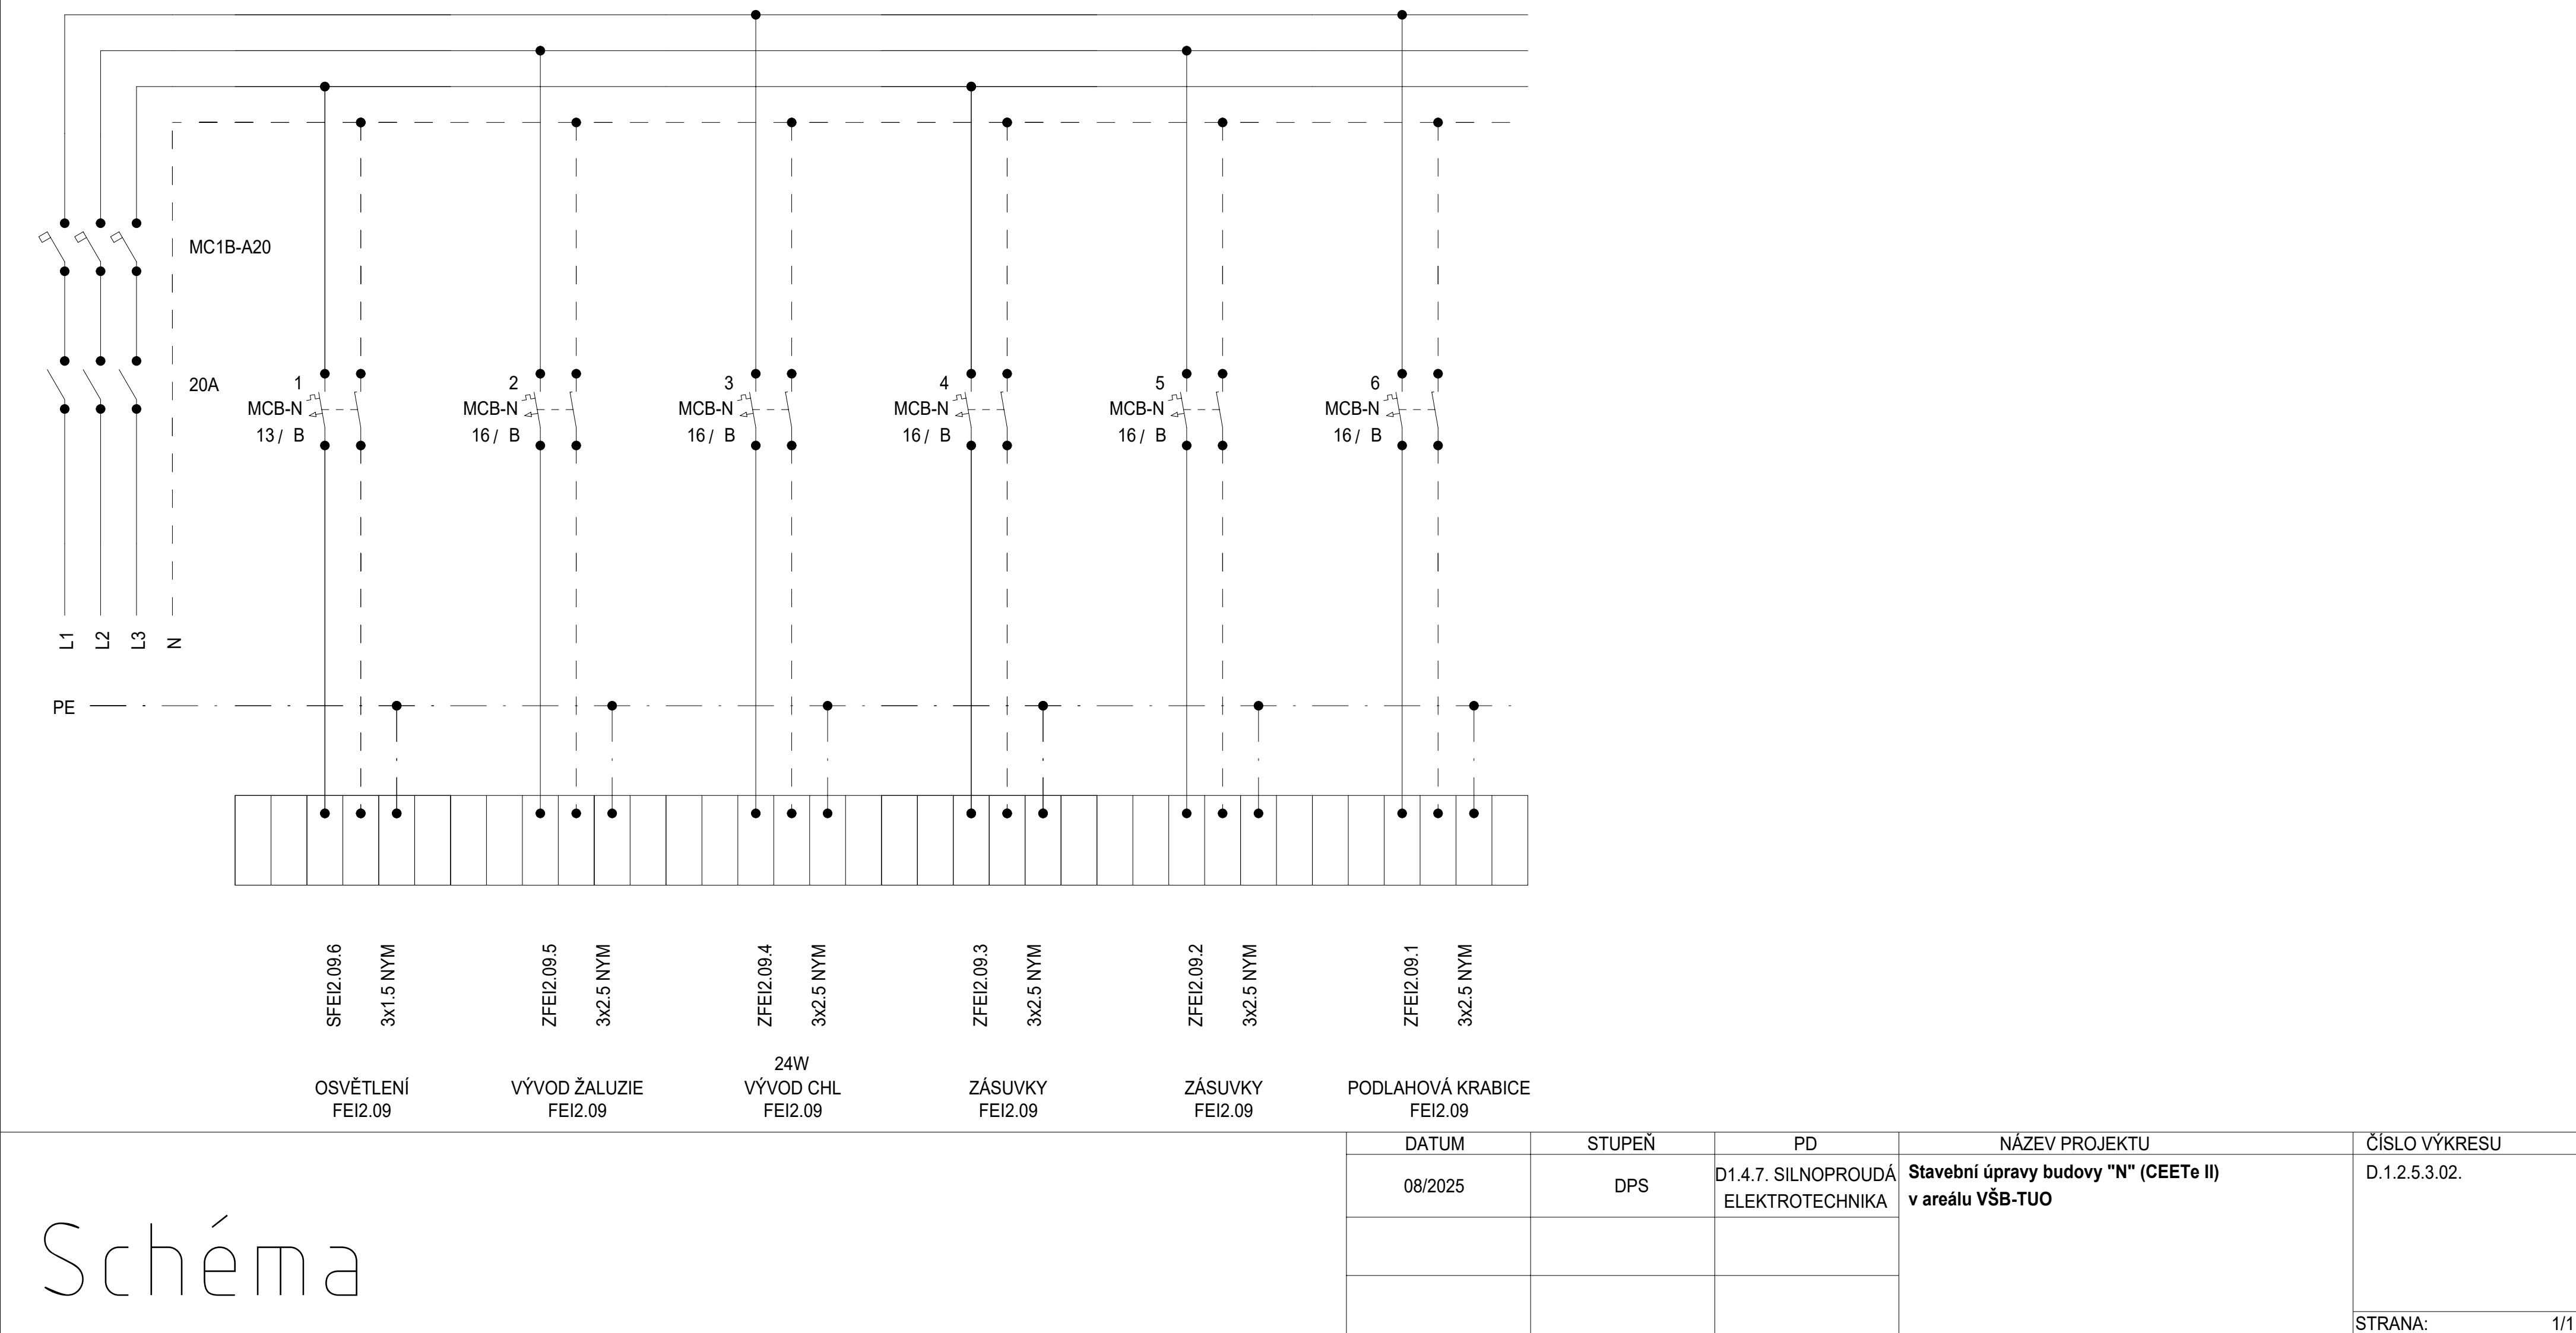 MC1B-A20
20A
1
MCB-N
13 / B
2
MCB-N
16 / B
3
MCB-N
16 / B
4
MCB-N
16 / B
5
MCB-N
16 / B
6
MCB-N
16 / B
L1
L2
L3
N
PE
SFEI2.09.6
3x1.5 NYM
ZFEI2.09.5
3x2.5 NYM
ZFEI2.09.4
3x2.5 NYM
ZFEI2.09.3
3x2.5 NYM
ZFEI2.09.2
3x2.5 NYM
ZFEI2.09.1
3x2.5 NYM
OSVĚTLENÍ
FEI2.09
VÝVOD ŽALUZIE
FEI2.09
24W
VÝVOD CHL
FEI2.09
ZÁSUVKY
FEI2.09
ZÁSUVKY
FEI2.09
PODLAHOVÁ KRABICE
FEI2.09
Schéma
DATUM
08/2025
STUPEŇ
DPS
PD
D1.4.7. SILNOPROUDÁ
ELEKTROTECHNIKA
NÁZEV PROJEKTU
Stavební úpravy budovy "N" (CEETe II)
v areálu VŠB-TUO
ČÍSLO VÝKRESU
D.1.2.5.3.02.
STRANA: 1/1